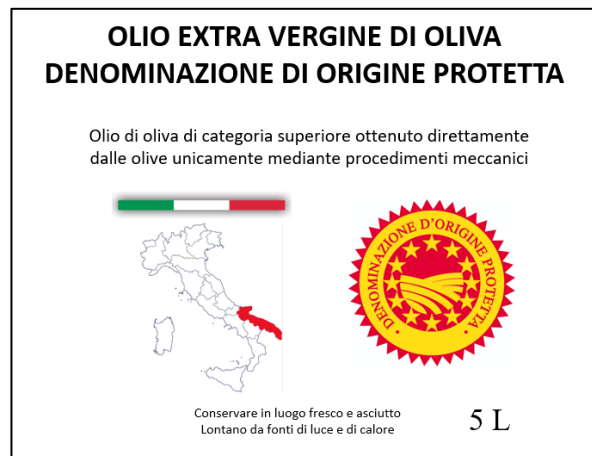 OLIO EXTRA VERGINE DI OLIVA
DENOMINAZIONE DI ORIGINE PROTETTA
Olio di oliva di categoria superiore ottenuto direttamente
dalle olive unicamente mediante procedimenti meccanici
DENOMINAZIONE D'ORIGINE PROTETTA
Conservare in luogo fresco e asciutto
Lontano da fonti di luce e di calore
5 L